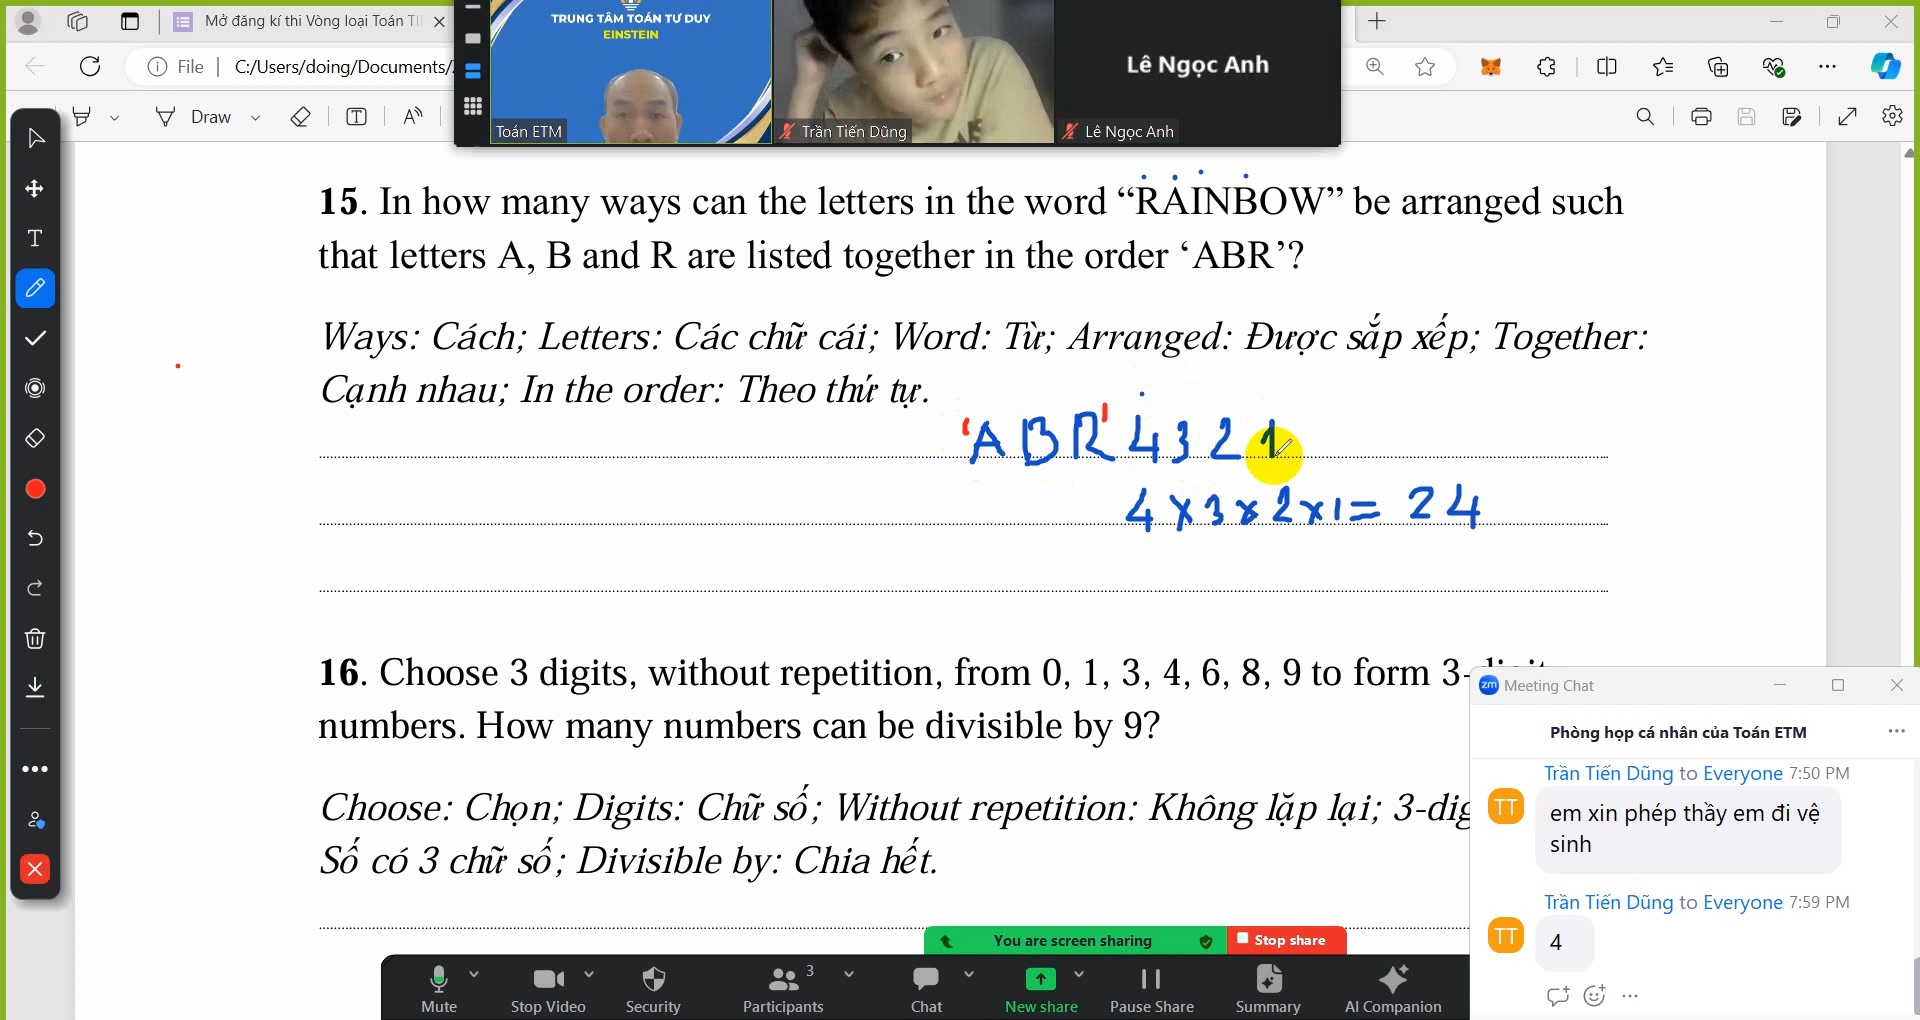 Mở đăng kí thi Vòng loại Toán TI
File
C:/Users/doing/Documents/
Draw
TRUNG TÂM TOÁN TƯ DUY
EINSTEIN
Toán ETM
Trần Tiến Dũng
Lê Ngọc Anh
Lê Ngọc Anh
15. In how many ways can the letters in the word “RAINBOW” be arranged such
that letters A, B and R are listed together in the order ‘ABR’?
Ways: Cách; Letters: Các chữ cái; Word: Từ; Arranged: Được sắp xếp; Together:
Cạnh nhau; In the order: Theo thứ tự.
'ABR' 4 3 2 1
4 x 3 x 2 x 1 = 24
16. Choose 3 digits, without repetition, from 0, 1, 3, 4, 6, 8, 9 to form 3-digit
numbers. How many numbers can be divisible by 9?
Choose: Chọn; Digits: Chữ số; Without repetition: Không lặp lại; 3-dig
Số có 3 chữ số; Divisible by: Chia hết.
You are screen sharing
Stop share
Mute
Stop Video
Security
Participants
3
Chat
New share
Pause Share
Summary
AI Companion
zm Meeting Chat
Phòng họp cá nhân của Toán ETM
Trần Tiến Dũng to Everyone 7:50 PM
TT
em xin phép thầy em đi vệ
sinh
Trần Tiến Dũng to Everyone 7:59 PM
TT
4